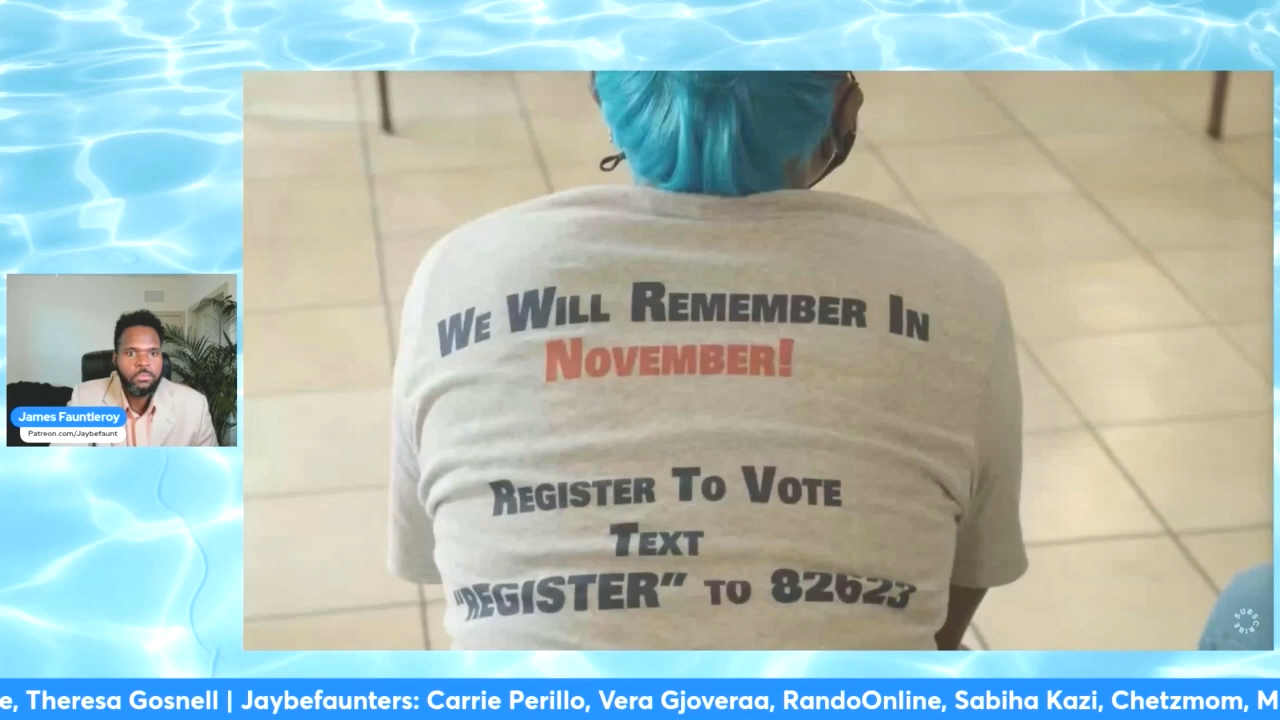 We Will Remember In
November!
Register To Vote
Text
"REGISTER" to 82623
James Fauntleroy
Patreon.com/Jaybefaunt
SUBSCRIBE
e, Theresa Gosnell | Jaybefaunters: Carrie Perillo, Vera Gjoveraa, RandoOnline, Sabiha Kazi, Chetzmom, M